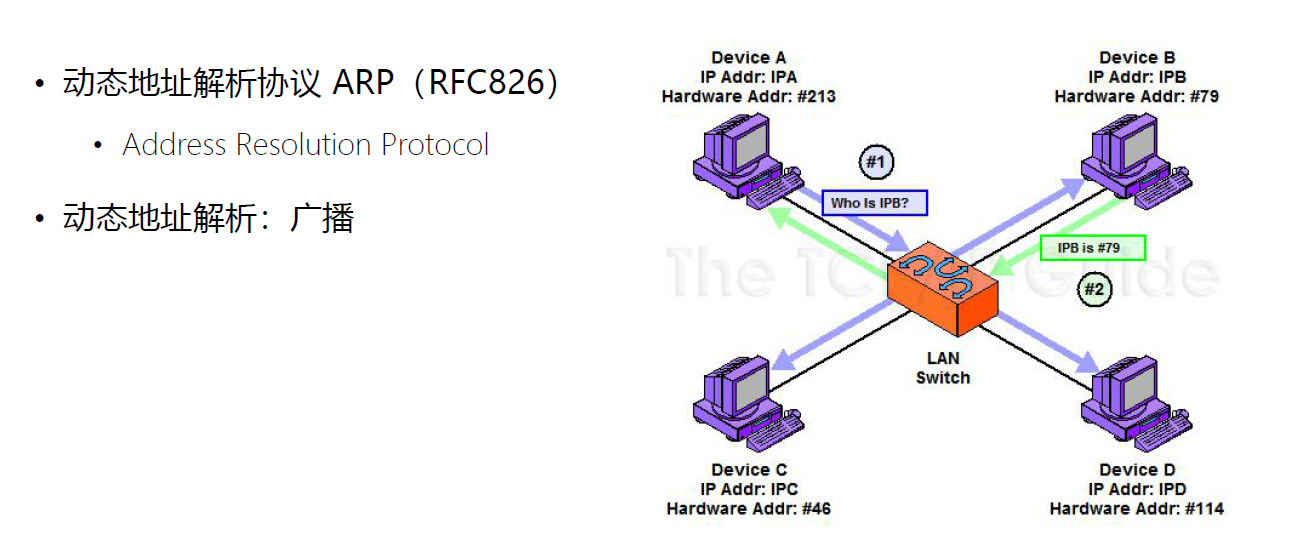 • 动态地址解析协议 ARP（RFC826）
• Address Resolution Protocol
• 动态地址解析：广播
Device A
IP Addr: IPA
Hardware Addr: #213
Device B
IP Addr: IPB
Hardware Addr: #79
#1
Who Is IPB?
IPB is #79
#2
The TC Guide
LAN
Switch
Device C
IP Addr: IPC
Hardware Addr: #46
Device D
IP Addr: IPD
Hardware Addr: #114